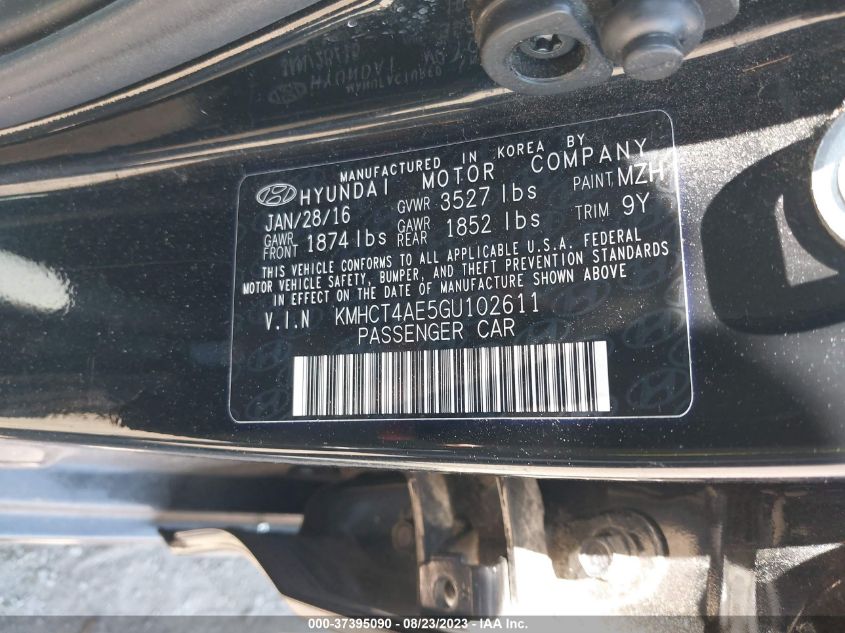 MANUFACTURED IN KOREA BY
HYUNDAI MOTOR COMPANY
JAN/28/16 GVWR 3527 lbs PAINT MZH
GAWR FRONT 1874 lbs GAWR REAR 1852 lbs TRIM 9Y
THIS VEHICLE CONFORMS TO ALL APPLICABLE U.S.A. FEDERAL
MOTOR VEHICLE SAFETY, BUMPER, AND THEFT PREVENTION STANDARDS
IN EFFECT ON THE DATE OF MANUFACTURE SHOWN ABOVE
V.I.N KMHCT4AE5GU102611
PASSENGER CAR
000-37395090 - 08/23/2023 - IAA Inc.